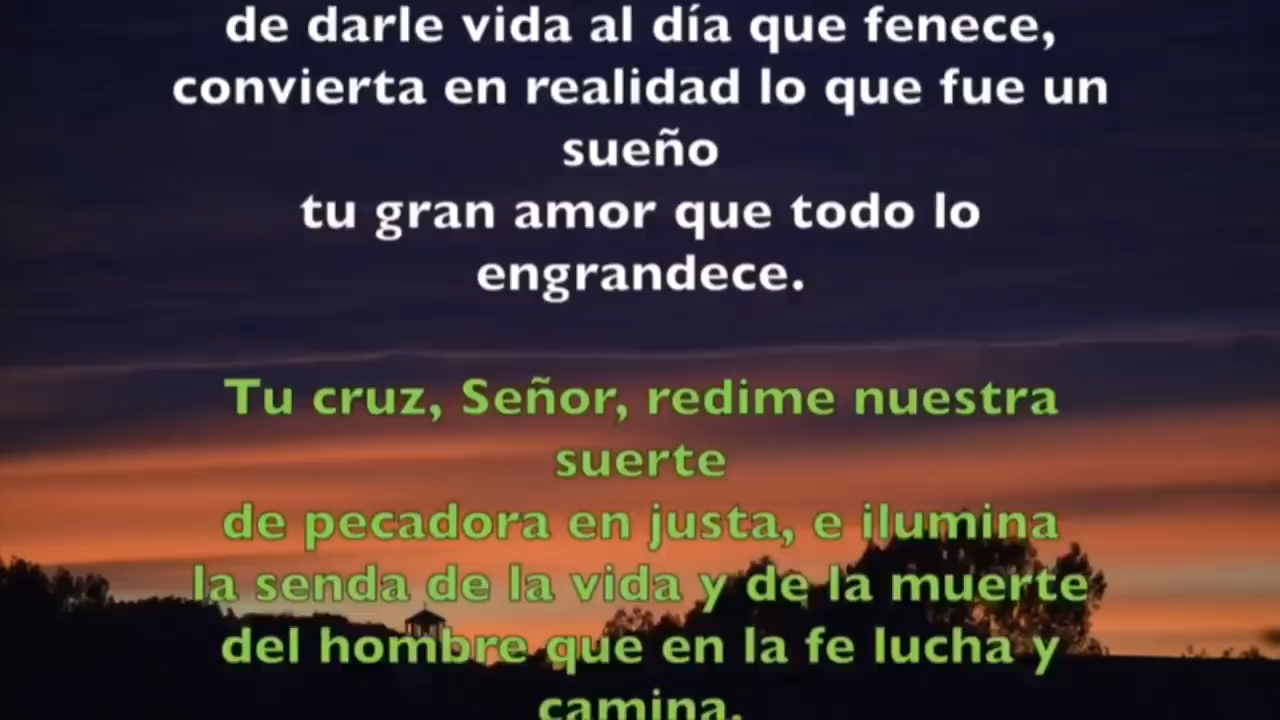 de darle vida al día que fenece,
convierta en realidad lo que fue un
sueño
tu gran amor que todo lo
engrandece.
Tu cruz, Señor, redime nuestra
suerte
de pecadora en justa, e ilumina
la senda de la vida y de la muerte
del hombre que en la fe lucha y
camina.